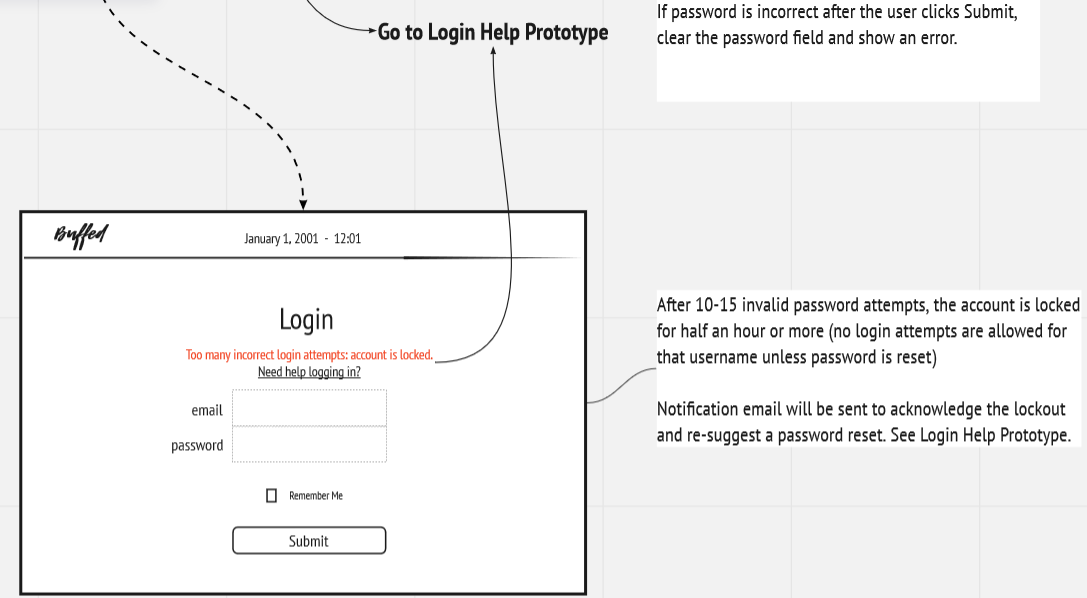 Go to Login Help Prototype
If password is incorrect after the user clicks Submit,
clear the password field and show an error.
Buffed
January 1, 2001 - 12:01
Login
Too many incorrect login attempts: account is locked.
Need help logging in?
email
password
Remember Me
Submit
After 10-15 invalid password attempts, the account is locked
for half an hour or more (no login attempts are allowed for
that username unless password is reset)
Notification email will be sent to acknowledge the lockout
and re-suggest a password reset. See Login Help Prototype.